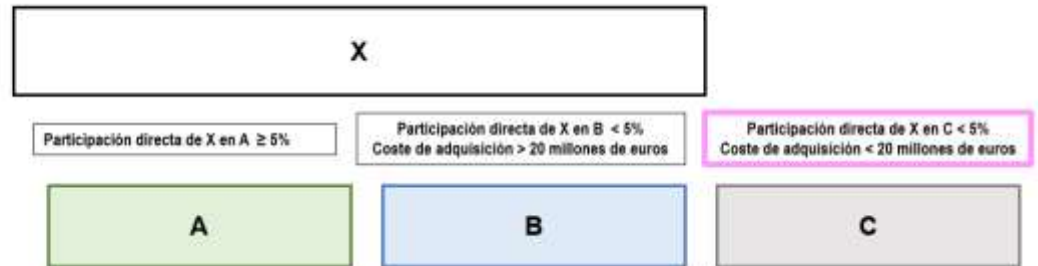 X
Participación directa de X en A ≥ 5%
Participación directa de X en B < 5%
Coste de adquisición > 20 millones de euros
Participación directa de X en C < 5%
Coste de adquisición < 20 millones de euros
A
B
C